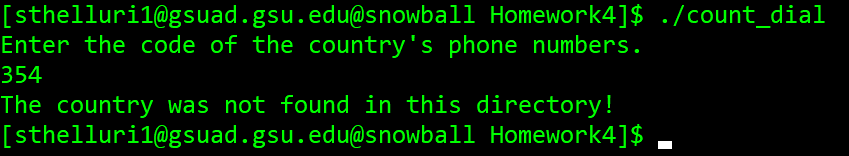 [sthelluri1@gsuad.gsu.edu@snowball Homework4]$ ./count_dial
Enter the code of the country's phone numbers.
354
The country was not found in this directory!
[sthelluri1@gsuad.gsu.edu@snowball Homework4]$